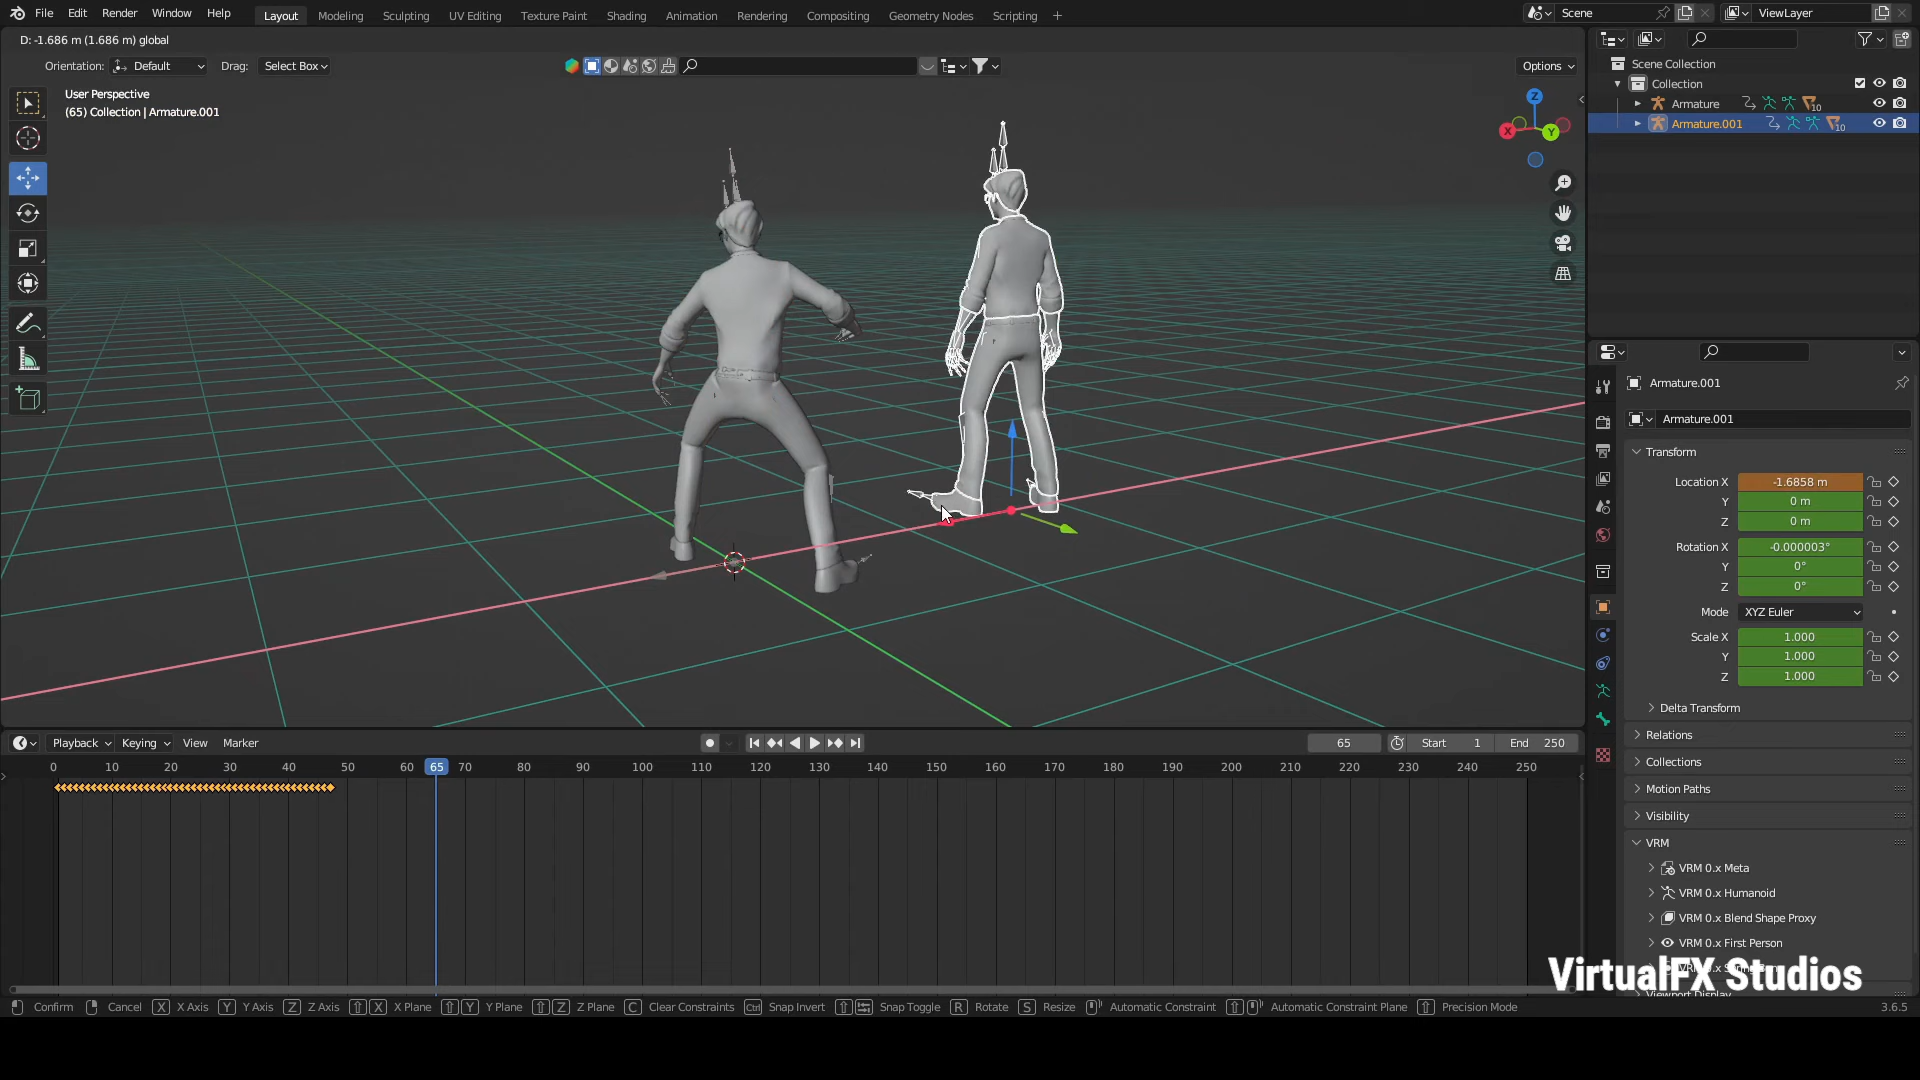 File Edit Render Window Help
Layout Modeling Sculpting UV Editing Texture Paint Shading Animation Rendering Compositing Geometry Nodes Scripting +
Scene
ViewLayer
D: -1.686 m (1.686 m) global
Orientation: Default Drag: Select Box
Options
User Perspective
(65) Collection | Armature.001
Z
X
Y
Scene Collection
Collection
Armature 10
Armature.001 10
Armature.001
Armature.001
Transform
Location X -1.6858 m
Y 0 m
Z 0 m
Rotation X -0.000003°
Y 0°
Z 0°
Mode XYZ Euler
Scale X 1.000
Y 1.000
Z 1.000
Delta Transform
Relations
Collections
Motion Paths
Visibility
VRM
VRM 0.x Meta
VRM 0.x Humanoid
VRM 0.x Blend Shape Proxy
VRM 0.x First Person
Viewport Display
VirtualFX Studios
Playback Keying View Marker
65 Start 1 End 250
0 10 20 30 40 50 60 65 70 80 90 100 110 120 130 140 150 160 170 180 190 200 210 220 230 240 250
Confirm Cancel X X Axis Y Y Axis Z Z Axis X X Plane Y Y Plane Z Z Plane C Clear Constraints Ctrl Snap Invert Snap Toggle R Rotate S Resize Automatic Constraint Automatic Constraint Plane Precision Mode 3.6.5